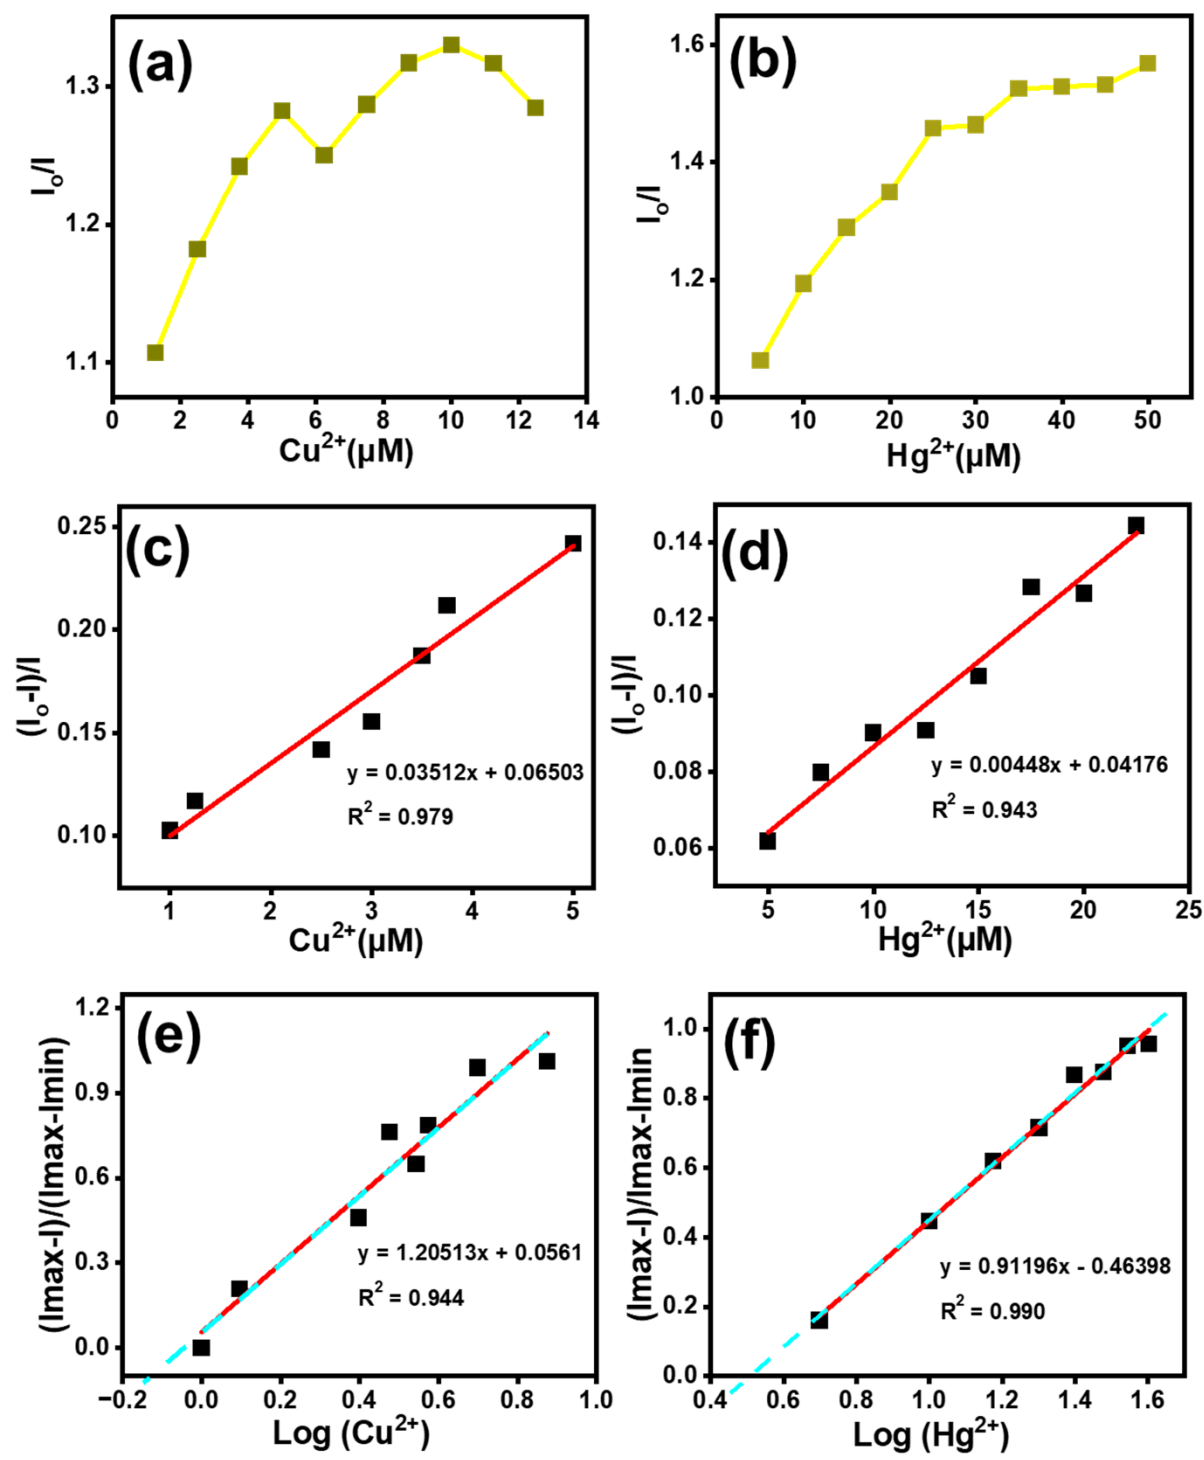 (a)
I₀/I
1.3
1.2
1.1
0 2 4 6 8 10 12 14
Cu²⁺(μM)
(b)
I₀/I
1.6
1.4
1.2
1.0
0 10 20 30 40 50
Hg²⁺(μM)
(c)
(I₀-I)/I
0.25
0.20
0.15
0.10
y = 0.03512x + 0.06503
R² = 0.979
1 2 3 4 5
Cu²⁺(μM)
(d)
(I₀-I)/I
0.14
0.12
0.10
0.08
0.06
y = 0.00448x + 0.04176
R² = 0.943
5 10 15 20 25
Hg²⁺(μM)
(e)
(Imax-I)/(Imax-Imin)
1.2
0.9
0.6
0.3
0.0
y = 1.20513x + 0.0561
R² = 0.944
−0.2 0.0 0.2 0.4 0.6 0.8 1.0
Log (Cu²⁺)
(f)
(Imax-I)/Imax-Imin
1.0
0.8
0.6
0.4
0.2
0.0
y = 0.91196x - 0.46398
R² = 0.990
0.4 0.6 0.8 1.0 1.2 1.4 1.6
Log (Hg²⁺)